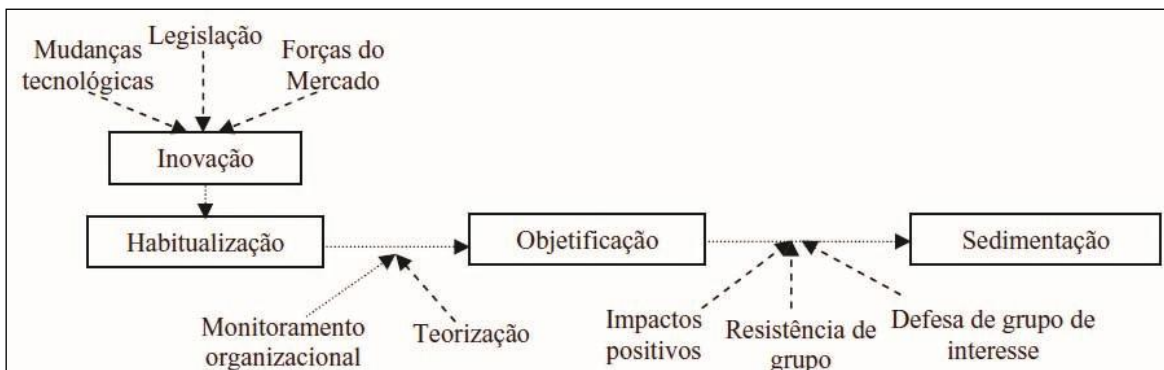 Legislação
Mudanças
tecnológicas
Forças do
Mercado
Inovação
Habitualização
Objetificação
Sedimentação
Monitoramento
organizacional
Teorização
Impactos
positivos
Resistência de
grupo
Defesa de grupo de
interesse